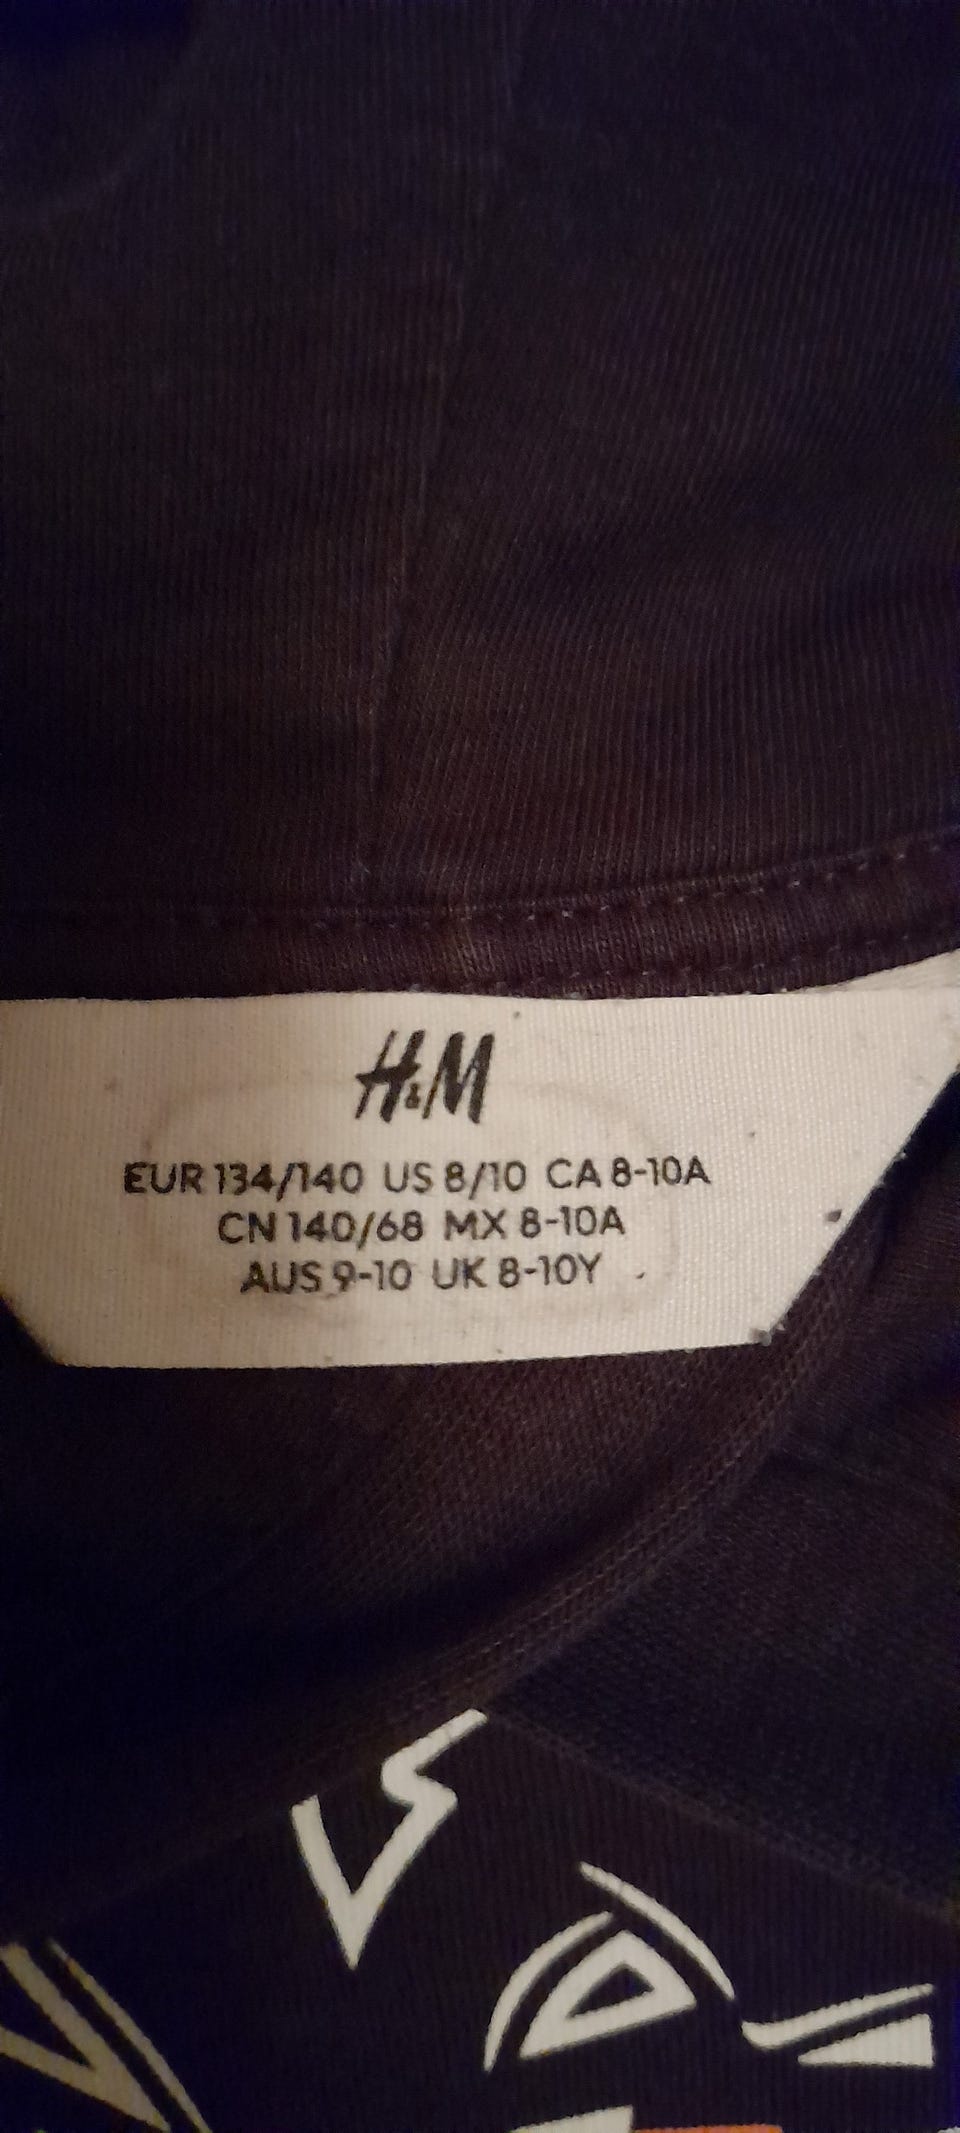 H&M
EUR 134/140 US 8/10 CA 8-10A
CN 140/68 MX 8-10A
AUS 9-10 UK 8-10Y